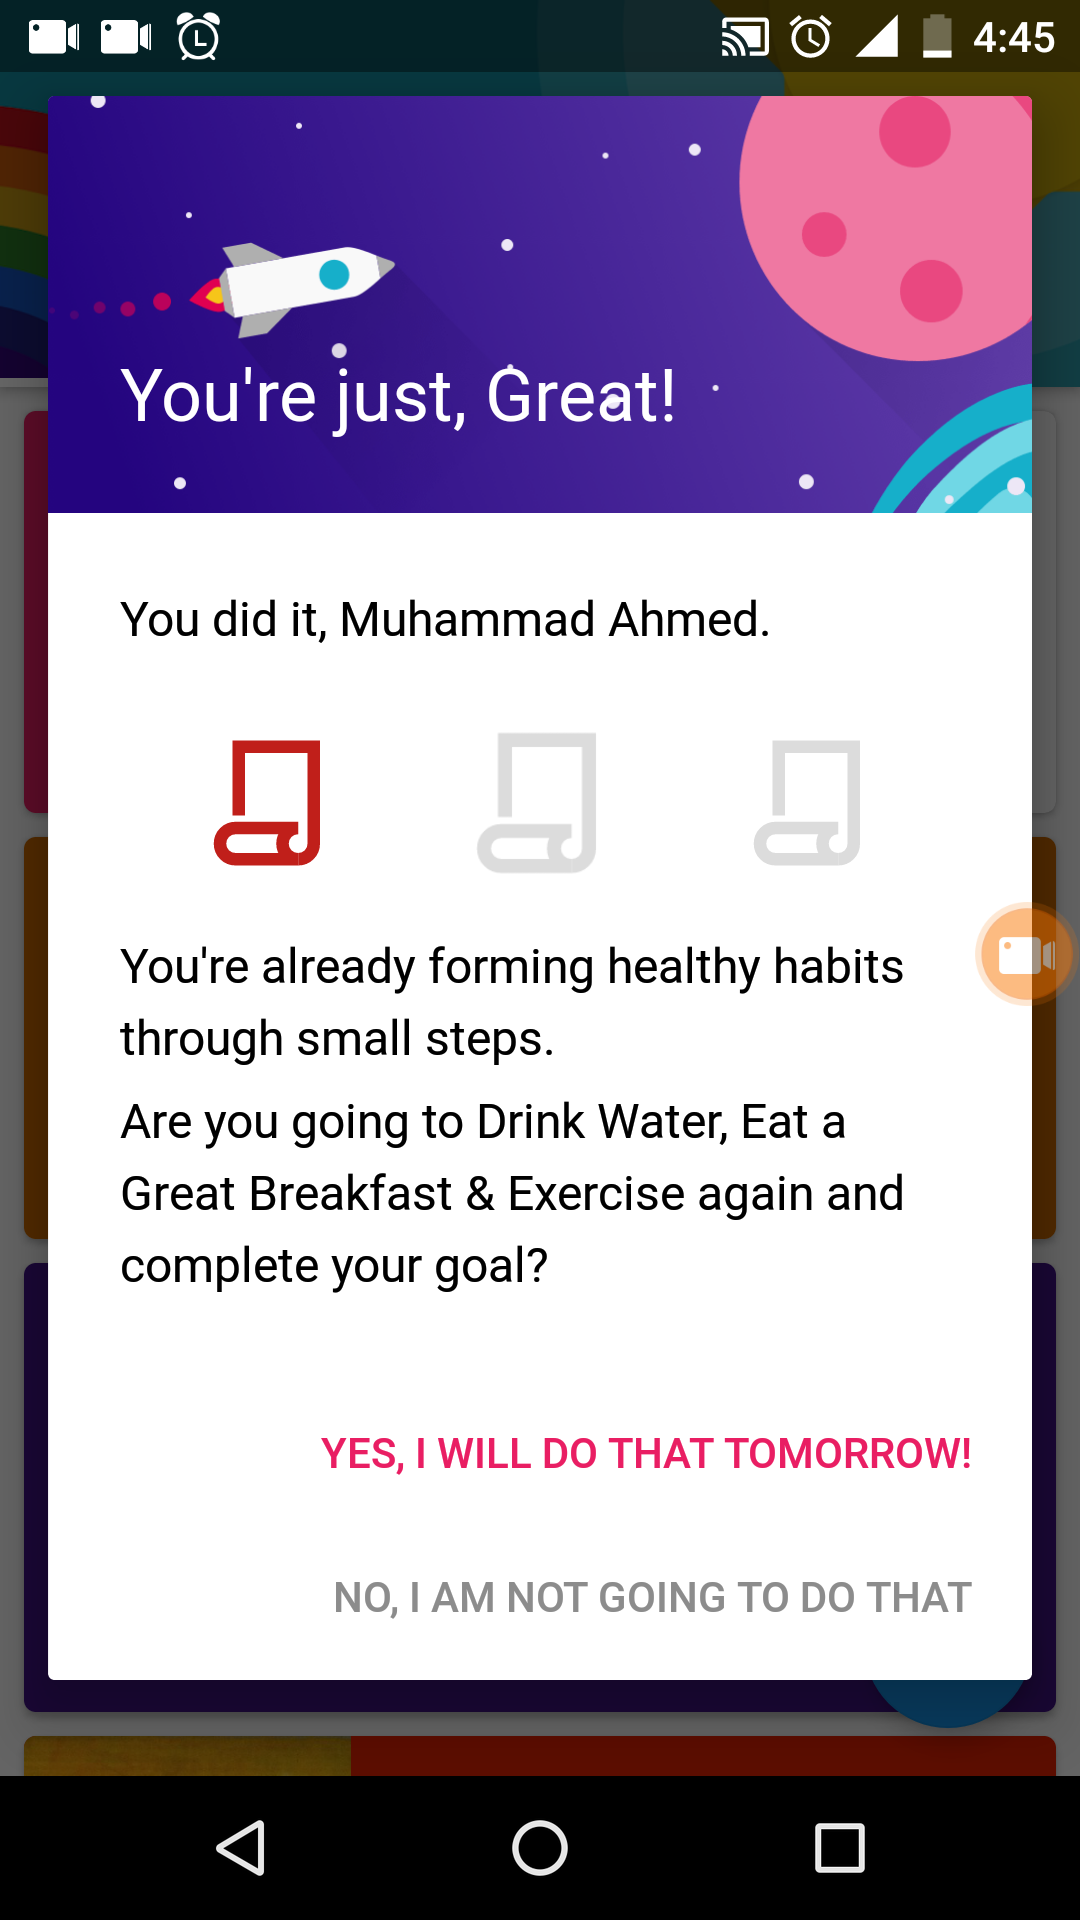 4:45
You're just, Great!
You did it, Muhammad Ahmed.
You're already forming healthy habits
through small steps.
Are you going to Drink Water, Eat a
Great Breakfast & Exercise again and
complete your goal?
YES, I WILL DO THAT TOMORROW!
NO, I AM NOT GOING TO DO THAT